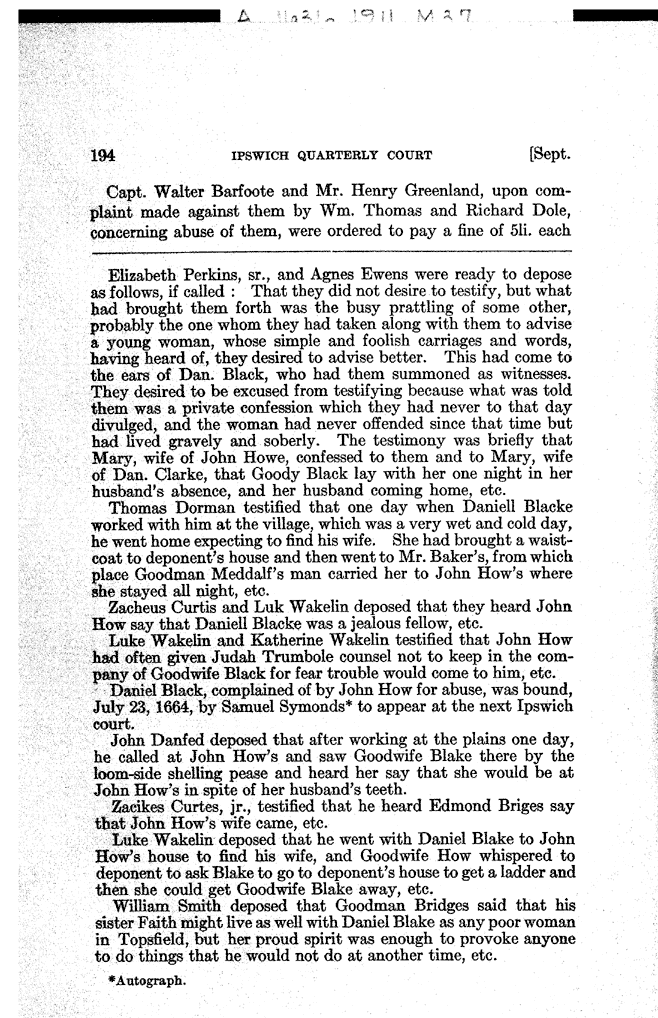 A 11a31a 1911 M 27
194 IPSWICH QUARTERLY COURT [Sept.
Capt. Walter Barfoote and Mr. Henry Greenland, upon com-
plaint made against them by Wm. Thomas and Richard Dole,
concerning abuse of them, were ordered to pay a fine of 5li. each
Elizabeth Perkins, sr., and Agnes Ewens were ready to depose
as follows, if called : That they did not desire to testify, but what
had brought them forth was the busy prattling of some other,
probably the one whom they had taken along with them to advise
a young woman, whose simple and foolish carriages and words,
having heard of, they desired to advise better. This had come to
the ears of Dan. Black, who had them summoned as witnesses.
They desired to be excused from testifying because what was told
them was a private confession which they had never to that day
divulged, and the woman had never offended since that time but
had lived gravely and soberly. The testimony was briefly that
Mary, wife of John Howe, confessed to them and to Mary, wife
of Dan. Clarke, that Goody Black lay with her one night in her
husband's absence, and her husband coming home, etc.
Thomas Dorman testified that one day when Daniell Blacke
worked with him at the village, which was a very wet and cold day,
he went home expecting to find his wife. She had brought a waist-
coat to deponent's house and then went to Mr. Baker's, from which
place Goodman Meddalf's man carried her to John How's where
she stayed all night, etc.
Zacheus Curtis and Luk Wakelin deposed that they heard John
How say that Daniell Blacke was a jealous fellow, etc.
Luke Wakelin and Katherine Wakelin testified that John How
had often given Judah Trumbole counsel not to keep in the com-
pany of Goodwife Black for fear trouble would come to him, etc.
Daniel Black, complained of by John How for abuse, was bound,
July 23, 1664, by Samuel Symonds* to appear at the next Ipswich
court.
John Danfed deposed that after working at the plains one day,
he called at John How's and saw Goodwife Blake there by the
loom-side shelling pease and heard her say that she would be at
John How's in spite of her husband's teeth.
Zacikes Curtes, jr., testified that he heard Edmond Briges say
that John How's wife came, etc.
Luke Wakelin deposed that he went with Daniel Blake to John
How's house to find his wife, and Goodwife How whispered to
deponent to ask Blake to go to deponent's house to get a ladder and
then she could get Goodwife Blake away, etc.
William Smith deposed that Goodman Bridges said that his
sister Faith might live as well with Daniel Blake as any poor woman
in Topsfield, but her proud spirit was enough to provoke anyone
to do things that he would not do at another time, etc.
*Autograph.